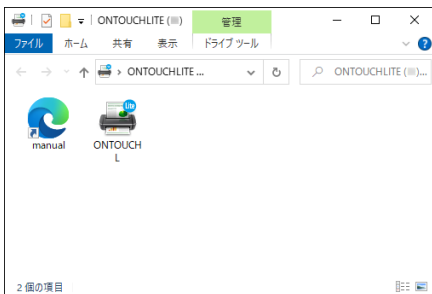 ONTOUCHLITE (▧) 管理
ファイル ホーム 共有 表示 ドライブ ツール
ONTOUCHLITE ... ONTOUCHLITE (▧)...
manual
Lite
ONTOUCH
L
2 個の項目